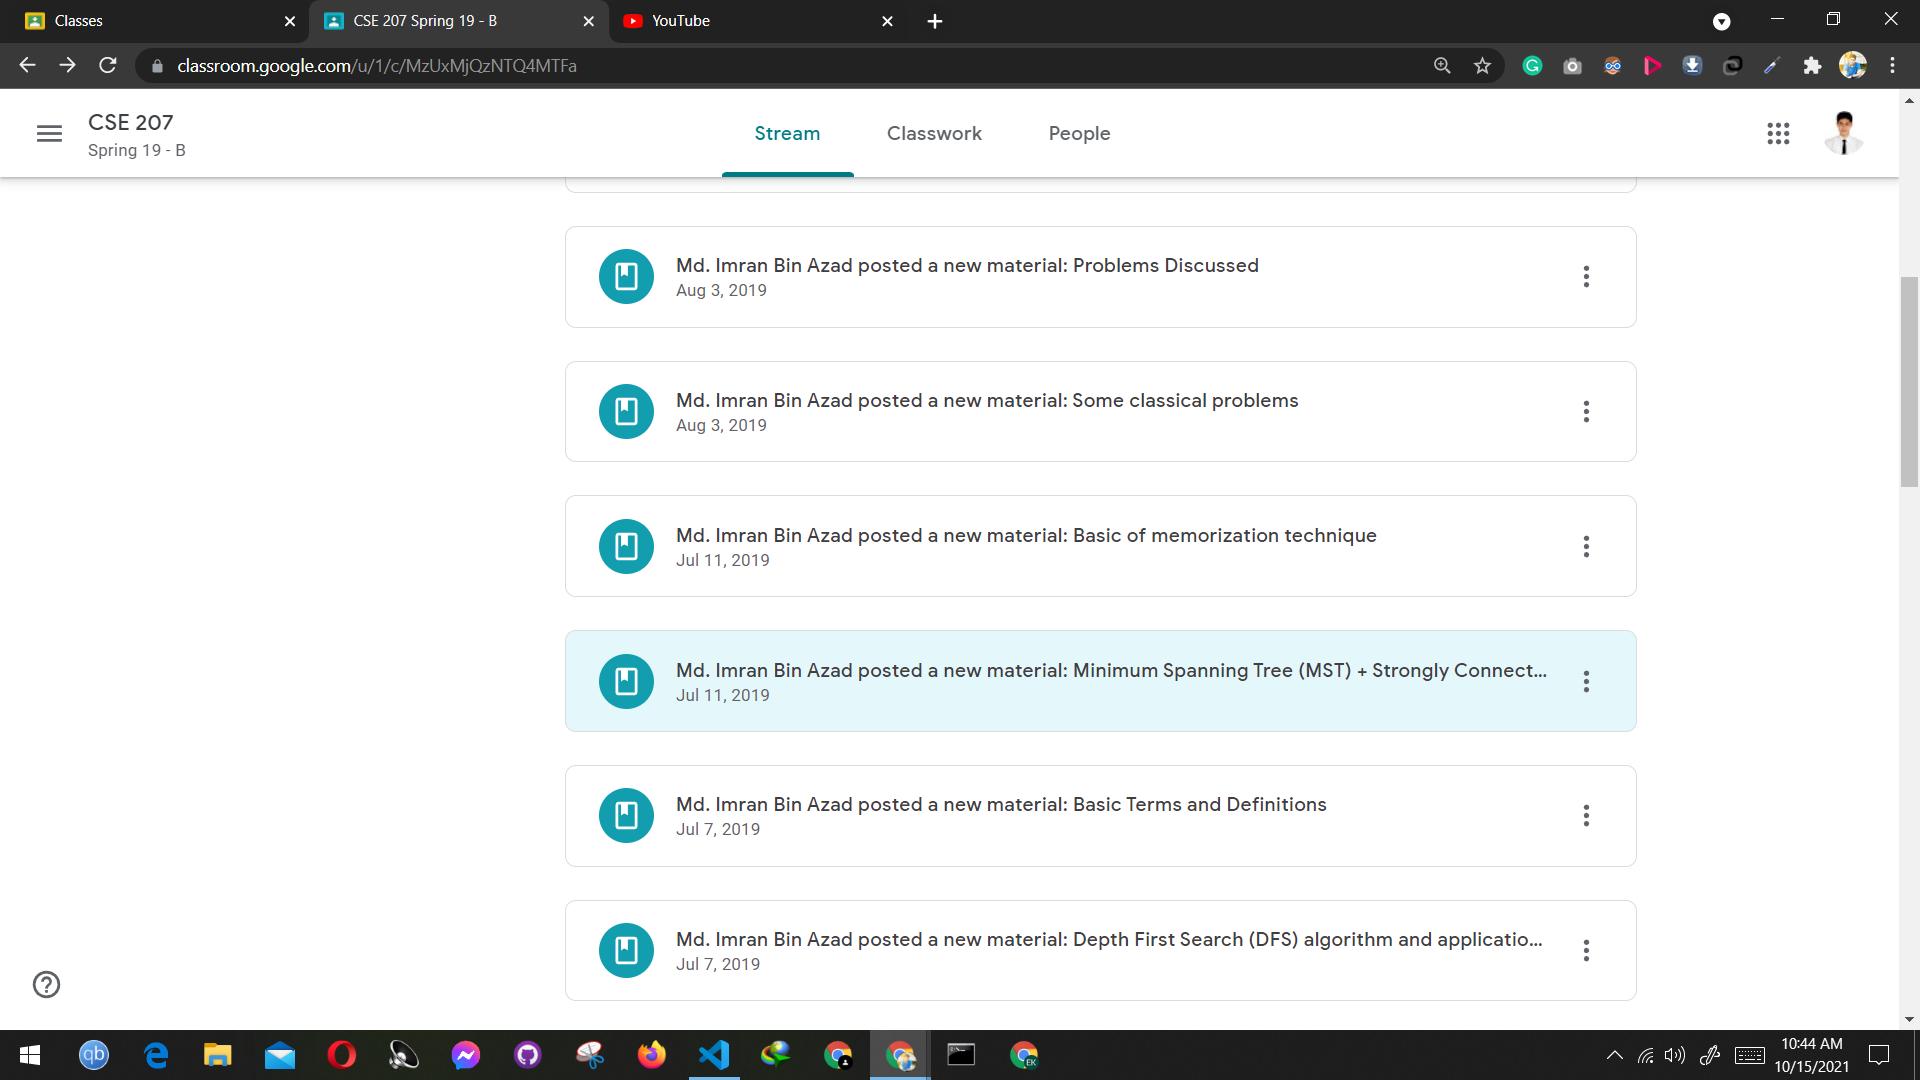 Classes
CSE 207 Spring 19 - B
YouTube
classroom.google.com/u/1/c/MzUxMjQzNTQ4MTFa
CSE 207
Spring 19 - B
Stream
Classwork
People
Md. Imran Bin Azad posted a new material: Problems Discussed
Aug 3, 2019
Md. Imran Bin Azad posted a new material: Some classical problems
Aug 3, 2019
Md. Imran Bin Azad posted a new material: Basic of memorization technique
Jul 11, 2019
Md. Imran Bin Azad posted a new material: Minimum Spanning Tree (MST) + Strongly Connect...
Jul 11, 2019
Md. Imran Bin Azad posted a new material: Basic Terms and Definitions
Jul 7, 2019
Md. Imran Bin Azad posted a new material: Depth First Search (DFS) algorithm and applicatio...
Jul 7, 2019
qb
EK
10:44 AM
10/15/2021